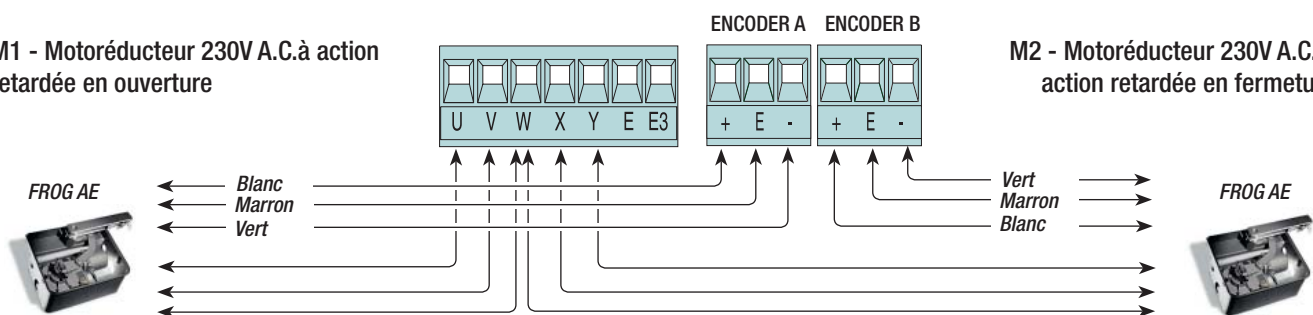 ENCODER A ENCODER B
M1 - Motoréducteur 230V A.C.à action
retardée en ouverture
M2 - Motoréducteur 230V A.C.
action retardée en
U V W X Y E E3
+ E -
+ E -
FROG AE
Blanc
Marron
Vert
Vert
Marron
Blanc
FROG AE